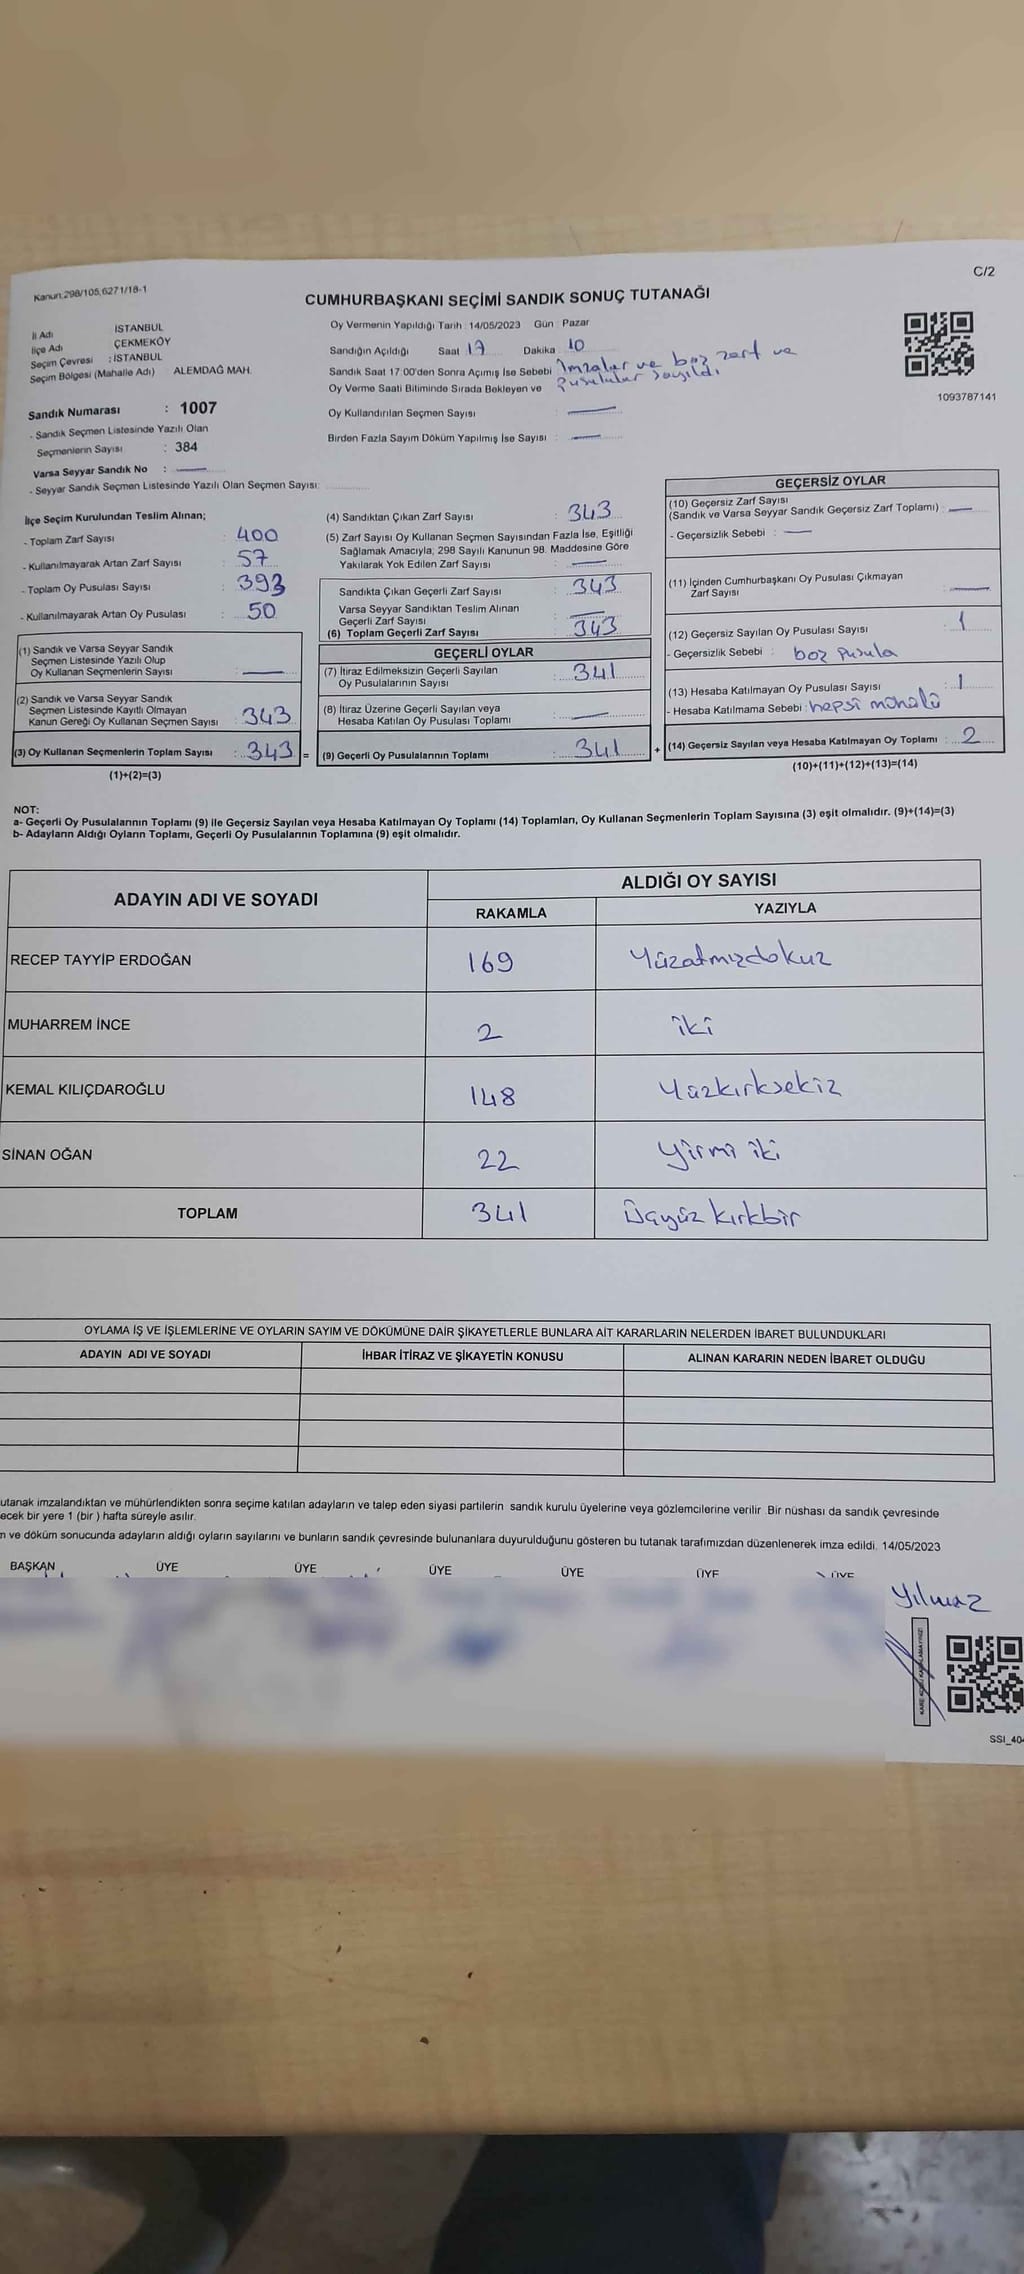 C/2
Kanun:298/105,6271/18-1
CUMHURBAŞKANI SEÇİMİ SANDIK SONUÇ TUTANAĞI
İl Adı İSTANBUL
İlçe Adı ÇEKMEKÖY
Seçim Çevresi : İSTANBUL
Seçim Bölgesi (Mahalle Adı) ALEMDAĞ MAH.
Sandık Numarası : 1007
- Sandık Seçmen Listesinde Yazılı Olan
Seçmenlerin Sayısı : 384
Varsa Seyyar Sandık No :
- Seyyar Sandık Seçmen Listesinde Yazılı Olan Seçmen Sayısı:
Oy Vermenin Yapıldığı Tarih : 14/05/2023 Gün : Pazar
Sandığın Açıldığı Saat 17 Dakika 10
Sandık Saat 17:00'den Sonra Açımış İse Sebebi imzalar ve boz zarf ve
Oy Verme Saati Bitiminde Sırada Bekleyen ve pusulular sayıldı
Oy Kullandırılan Seçmen Sayısı :
Birden Fazla Sayım Döküm Yapılmış İse Sayısı :
1093787141
İlçe Seçim Kurulundan Teslim Alınan;
- Toplam Zarf Sayısı : 400
- Kullanılmayarak Artan Zarf Sayısı : 57
- Toplam Oy Pusulası Sayısı : 393
- Kullanılmayarak Artan Oy Pusulası : 50
(1) Sandık ve Varsa Seyyar Sandık
Seçmen Listesinde Yazılı Olup
Oy Kullanan Seçmenlerin Sayısı :
(2) Sandık ve Varsa Seyyar Sandık
Seçmen Listesinde Kayıtlı Olmayan
Kanun Gereği Oy Kullanan Seçmen Sayısı : 343
(3) Oy Kullanan Seçmenlerin Toplam Sayısı : 343 =
(1)+(2)=(3)
(4) Sandıktan Çıkan Zarf Sayısı : 343
(5) Zarf Sayısı Oy Kullanan Seçmen Sayısından Fazla İse, Eşitliği
Sağlamak Amacıyla, 298 Sayılı Kanunun 98. Maddesine Göre
Yakılarak Yok Edilen Zarf Sayısı :
Sandıkta Çıkan Geçerli Zarf Sayısı : 343
Varsa Seyyar Sandıktan Teslim Alınan
Geçerli Zarf Sayısı :
(6) Toplam Geçerli Zarf Sayısı : 343
GEÇERLİ OYLAR
(7) İtiraz Edilmeksizin Geçerli Sayılan
Oy Pusulalarının Sayısı : 341
(8) İtiraz Üzerine Geçerli Sayılan veya
Hesaba Katılan Oy Pusulası Toplamı :
(9) Geçerli Oy Pusulalarının Toplamı : 341 +
GEÇERSİZ OYLAR
(10) Geçersiz Zarf Sayısı
(Sandık ve Varsa Seyyar Sandık Geçersiz Zarf Toplamı) :
- Geçersizlik Sebebi :
(11) İçinden Cumhurbaşkanı Oy Pusulası Çıkmayan
Zarf Sayısı :
(12) Geçersiz Sayılan Oy Pusulası Sayısı : 1
- Geçersizlik Sebebi : boz pusula
(13) Hesaba Katılmayan Oy Pusulası Sayısı : 1
- Hesaba Katılmama Sebebi : hepsi mühülü
(14) Geçersiz Sayılan veya Hesaba Katılmayan Oy Toplamı : 2
(10)+(11)+(12)+(13)=(14)
NOT:
a- Geçerli Oy Pusulalarının Toplamı (9) ile Geçersiz Sayılan veya Hesaba Katılmayan Oy Toplamı (14) Toplamları, Oy Kullanan Seçmenlerin Toplam Sayısına (3) eşit olmalıdır. (9)+(14)=(3)
b- Adayların Aldığı Oyların Toplamı, Geçerli Oy Pusulalarının Toplamına (9) eşit olmalıdır.
ADAYIN ADI VE SOYADI ALDIĞI OY SAYISI
RAKAMLA YAZIYLA
RECEP TAYYİP ERDOĞAN 169 Yüzatmışdokuz
MUHARREM İNCE 2 iki
KEMAL KILIÇDAROĞLU 148 Yüzkırksekiz
SİNAN OĞAN 22 Yirmi iki
TOPLAM 341 Üçyüz kırkbir
OYLAMA İŞ VE İŞLEMLERİNE VE OYLARIN SAYIM VE DÖKÜMÜNE DAİR ŞİKAYETLERLE BUNLARA AİT KARARLARIN NELERDEN İBARET BULUNDUKLARI
ADAYIN ADI VE SOYADI İHBAR İTİRAZ VE ŞİKAYETİN KONUSU ALINAN KARARIN NEDEN İBARET OLDUĞU
utanak imzalandıktan ve mühürlendikten sonra seçime katılan adayların ve talep eden siyasi partilerin sandık kurulu üyelerine veya gözlemcilerine verilir. Bir nüshası da sandık çevresinde
ecek bir yere 1 (bir ) hafta süreyle asılır.
n ve döküm sonucunda adayların aldığı oyların sayılarını ve bunların sandık çevresinde bulunanlara duyurulduğunu gösteren bu tutanak tarafımızdan düzenlenerek imza edildi. 14/05/2023
BAŞKAN ÜYE ÜYE ÜYE ÜYE ÜYE ÜYE
Yılmaz
KARE KODU KARALAMAYINIZ!
SSI_404